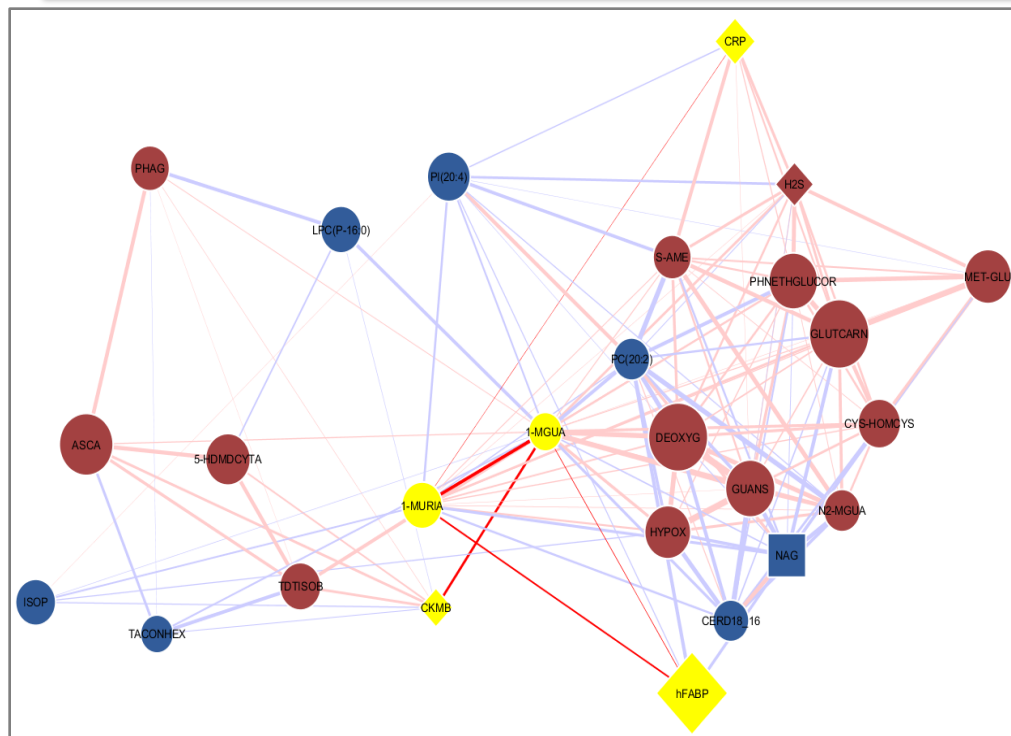 CRP
PHAG
PI(20:4)
H2S
LPC(P-16:0)
S-AME
PHNETHGLUCOR
MET-GLU
GLUTCARN
PC(20:2)
1-MGUA
DEOXYG
CYS-HOMCYS
ASCA
5-HDMDCYTA
GUANS
1-MURIA
N2-MGUA
HYPOX
NAG
TDTISOB
ISOP
CKMB
TACONHEX
CERD18_16
hFABP